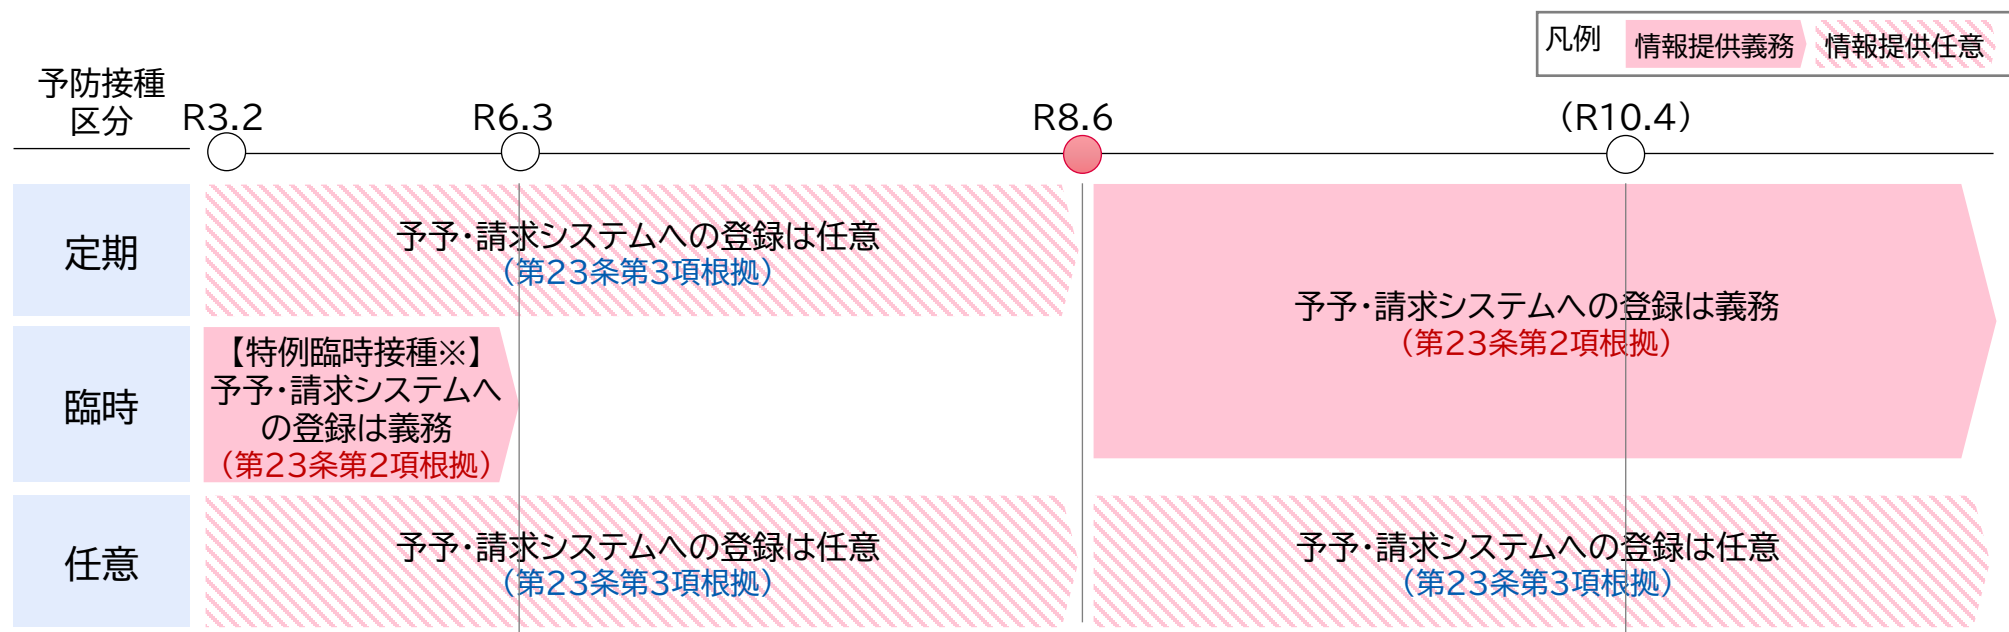 凡例
情報提供義務
情報提供任意
予防接種
区分
R3.2
R6.3
R8.6
（R10.4）
定期
予予・請求システムへの登録は任意
（第23条第3項根拠）
予予・請求システムへの登録は義務
（第23条第2項根拠）
臨時
【特例臨時接種※】
予予・請求システムへ
の登録は義務
（第23条第2項根拠）
任意
予予・請求システムへの登録は任意
（第23条第3項根拠）
予予・請求システムへの登録は任意
（第23条第3項根拠）